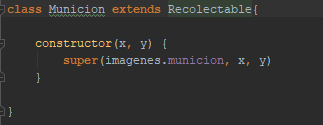 class Municion extends Recolectable{
constructor(x, y) {
super(imagenes.municion, x, y)
}
}